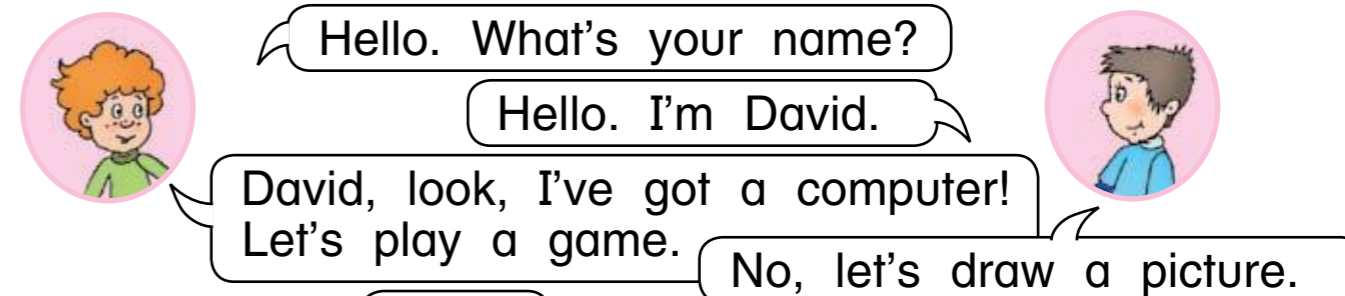 Hello. What's your name?
Hello. I'm David.
David, look, I've got a computer!
Let's play a game.
No, let's draw a picture.